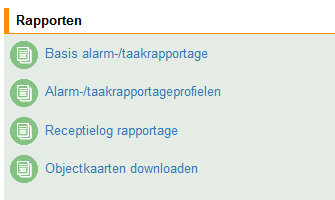 Rapporten
Basis alarm-/taakrapportage
Alarm-/taakrapportageprofielen
Receptielog rapportage
Objectkaarten downloaden